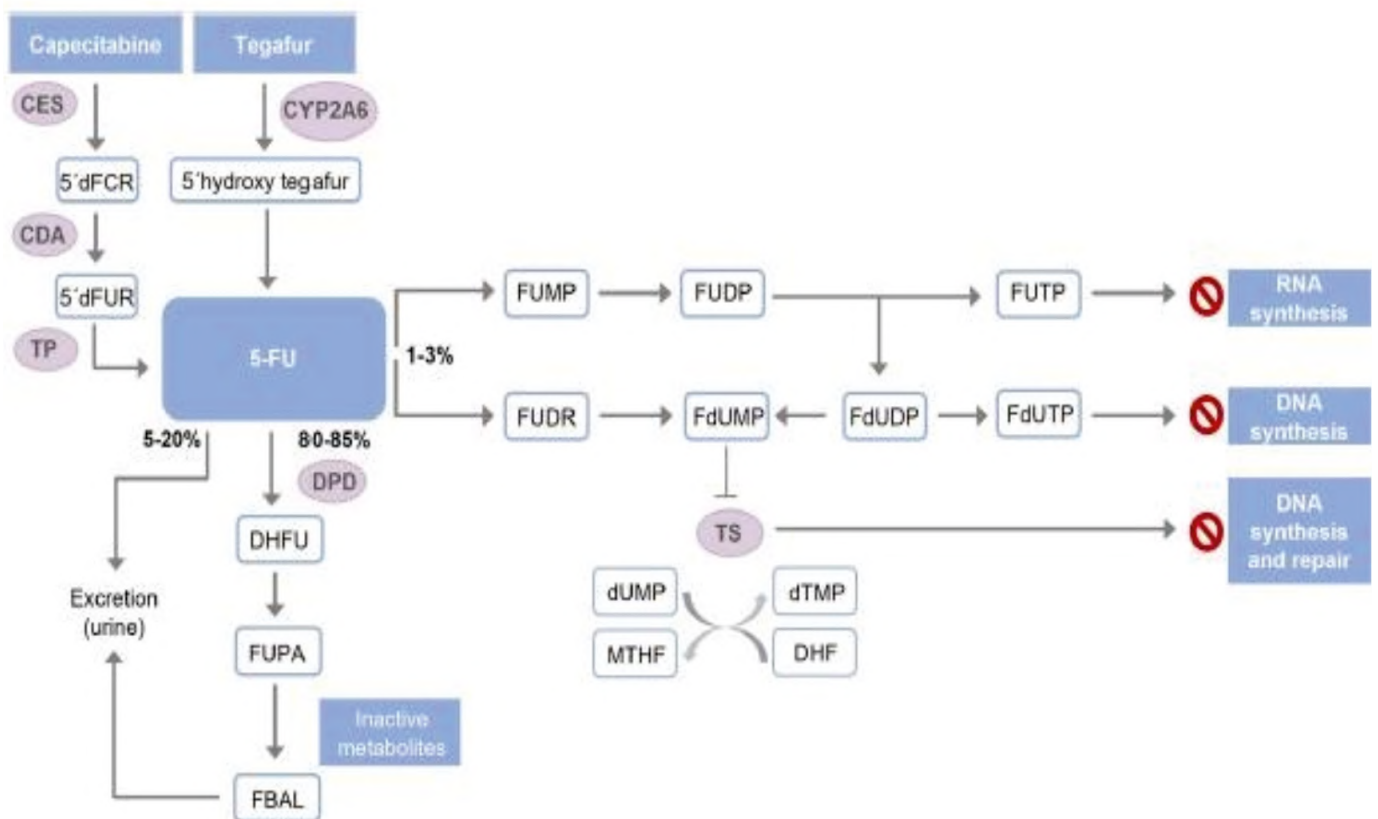 Capecitabine
Tegafur
CES
CYP2A6
5´dFCR
5´hydroxy tegafur
CDA
5´dFUR
TP
5-FU
1-3%
FUMP
FUDP
FUTP
RNA
synthesis
FUDR
FdUMP
FdUDP
FdUTP
DNA
synthesis
5-20%
80-85%
DPD
DHFU
TS
DNA
synthesis
and repair
Excretion
(urine)
dUMP
dTMP
MTHF
DHF
FUPA
Inactive
metabolites
FBAL